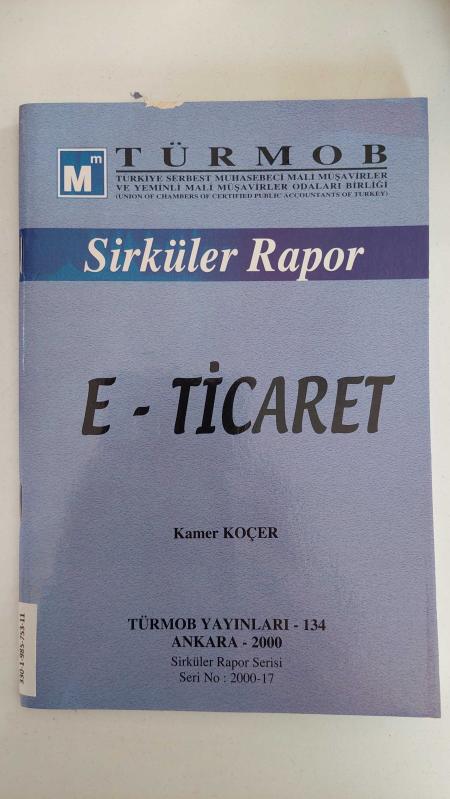 Mm
TÜRMOB
TÜRKİYE SERBEST MUHASEBECİ MALİ MÜŞAVİRLER
VE YEMİNLİ MALİ MÜŞAVİRLER ODALARI BİRLİĞİ
(UNION OF CHAMBERS OF CERTIFIED PUBLIC ACCOUNTANTS OF TURKEY)
Sirküler Rapor
E - TİCARET
Kamer KOÇER
TÜRMOB YAYINLARI - 134
ANKARA - 2000
Sirküler Rapor Serisi
Seri No : 2000-17